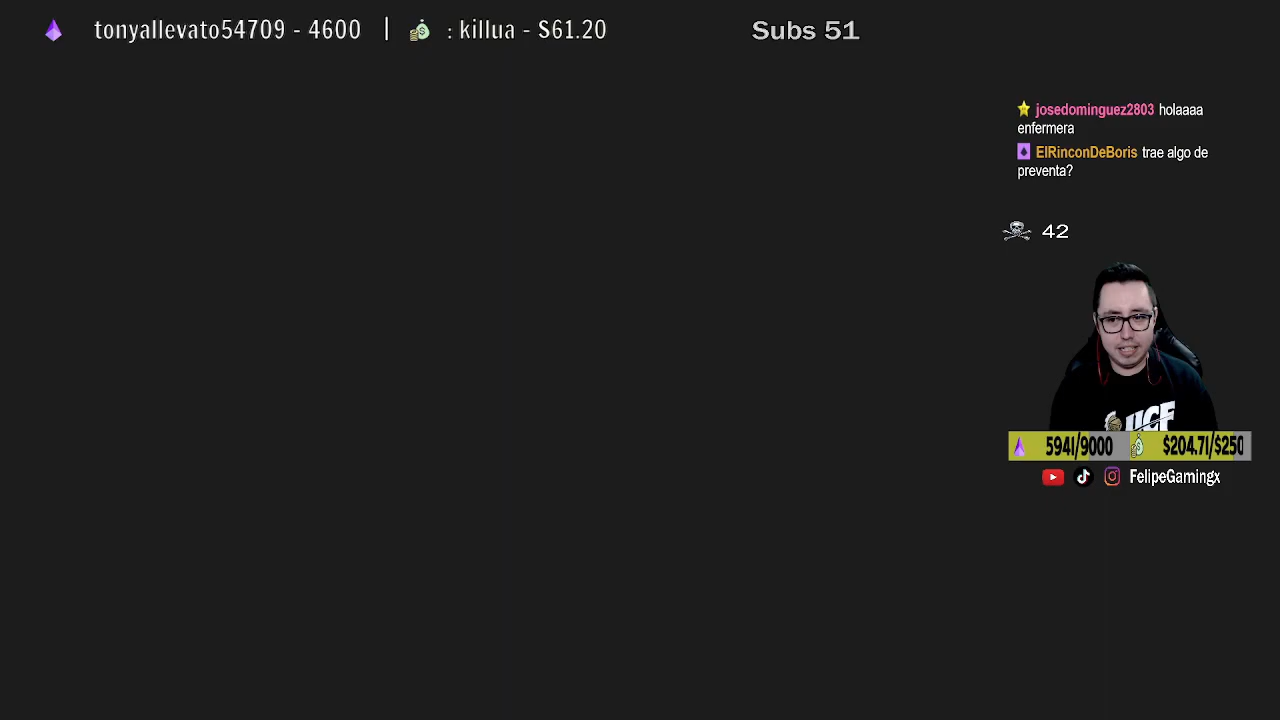 tonyallevato54709 - 4600 | : killua - $61.20
Subs 51
josedominguez2803 holaaaa
enfermera
ElRinconDeBoris trae algo de
preventa?
42
UCF
5941/9000 $204.71/$250
FelipeGamingx